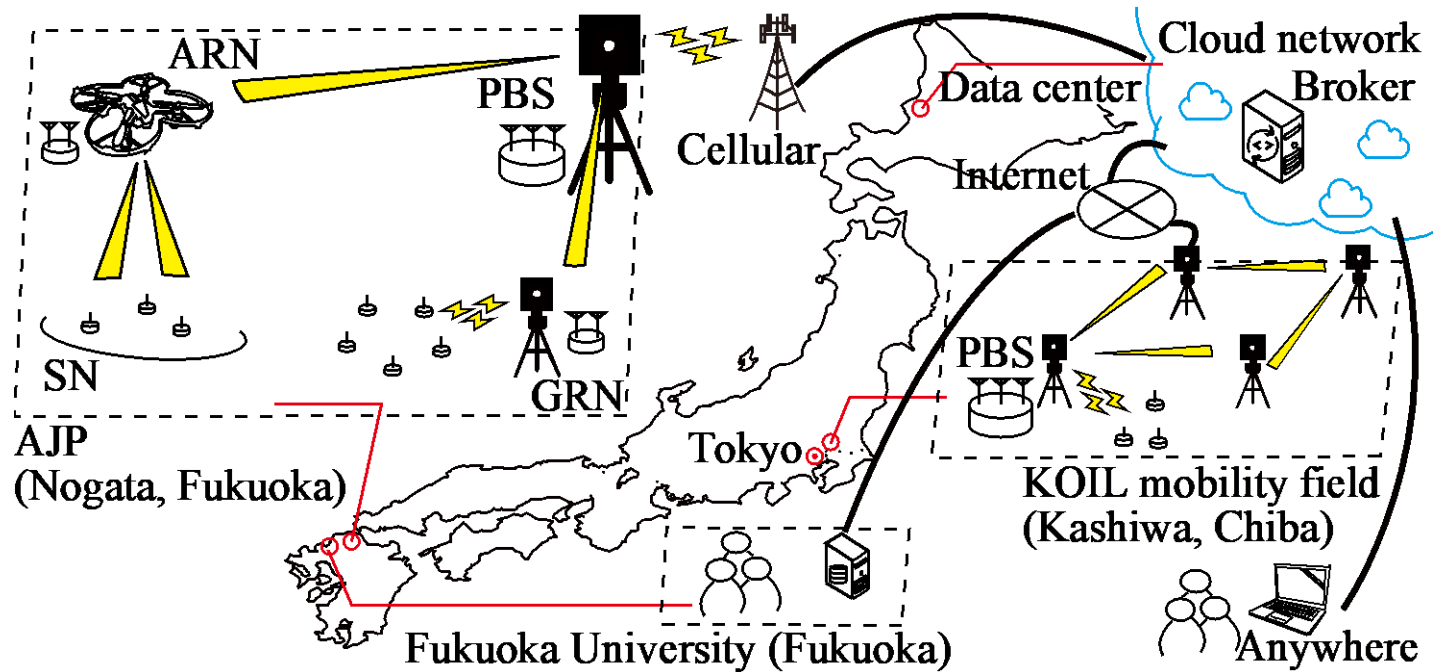 ARN
PBS
Cellular
SN
GRN
AJP
(Nogata, Fukuoka)
Cloud network
Data center
Broker
Internet
PBS
Tokyo
KOIL mobility field
(Kashiwa, Chiba)
Fukuoka University (Fukuoka)
Anywhere